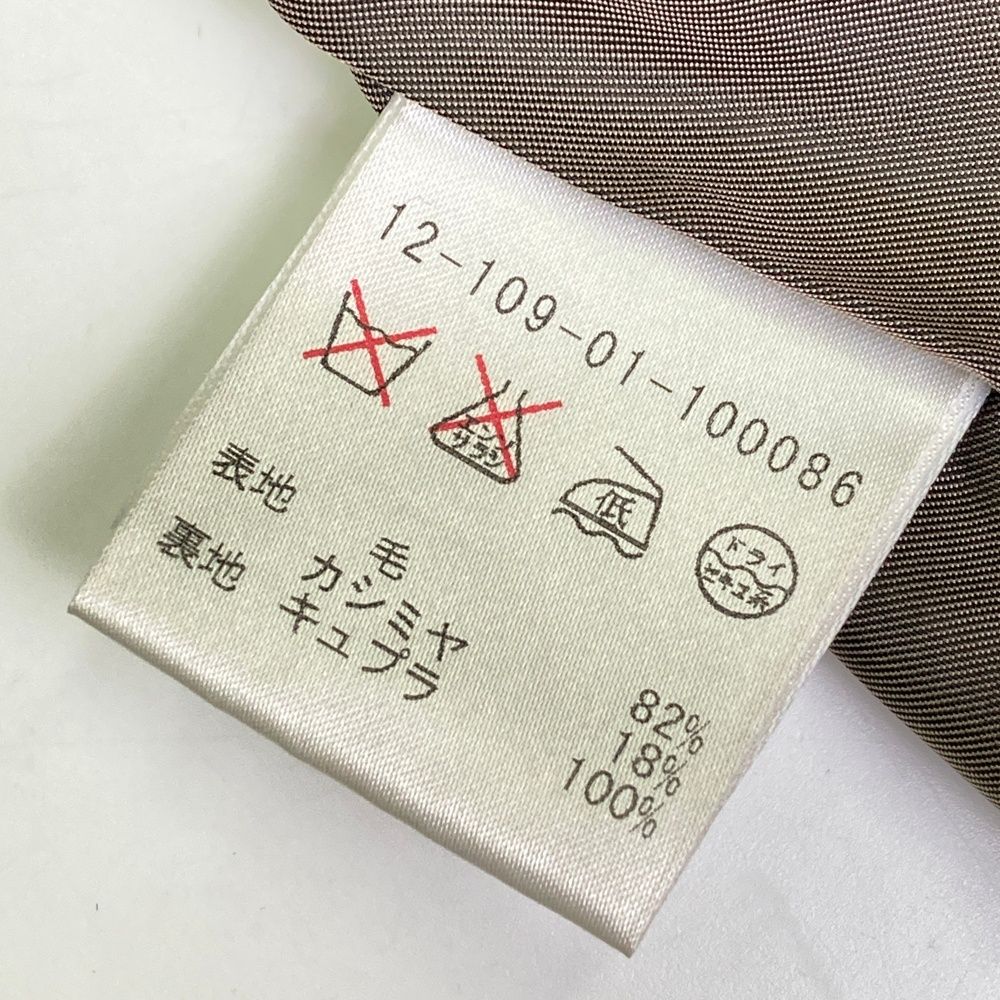 12-109-01-100086
エンソ
サラシ
低
ドライ
セキユ系
表地 毛 82%
カシミヤ 18%
裏地 キュプラ 100%